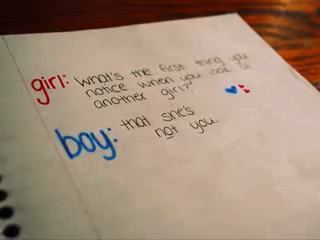 girl: What's the first thing you
notice when you look at
another girl?
boy: that she's
not you.